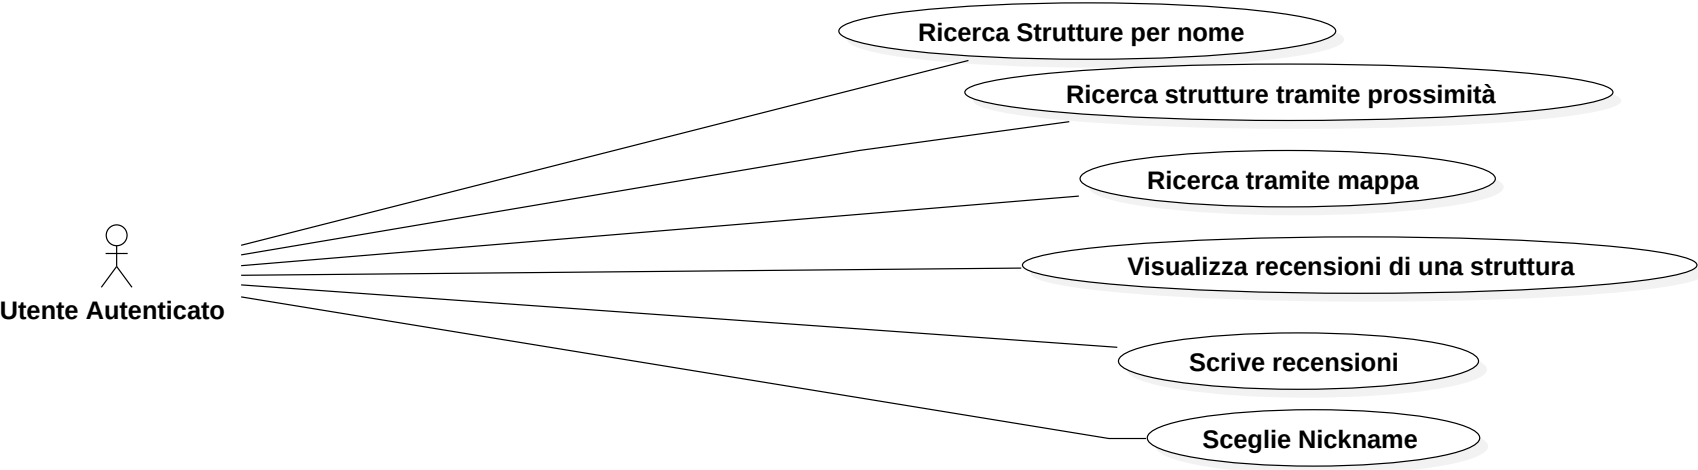 Ricerca Strutture per nome
Ricerca strutture tramite prossimità
Ricerca tramite mappa
Visualizza recensioni di una struttura
Utente Autenticato
Scrive recensioni
Sceglie Nickname